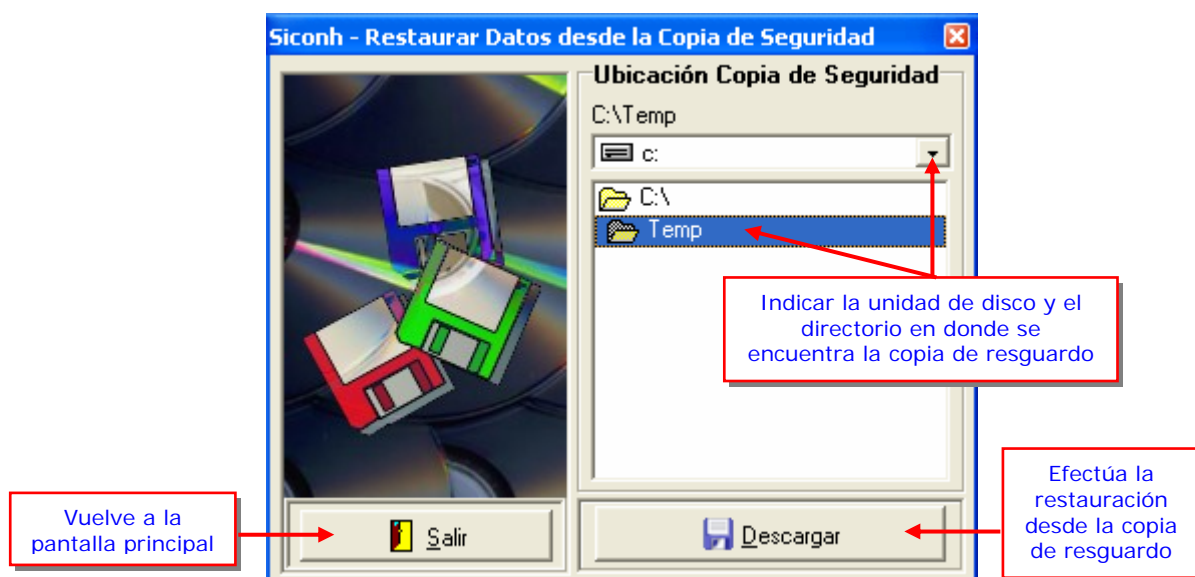 Siconh - Restaurar Datos desde la Copia de Seguridad
Ubicación Copia de Seguridad
C:\Temp
c:
C:\
Temp
Indicar la unidad de disco y el
directorio en donde se
encuentra la copia de resguardo
Vuelve a la
pantalla principal
Salir
Descargar
Efectúa la
restauración
desde la copia
de resguardo